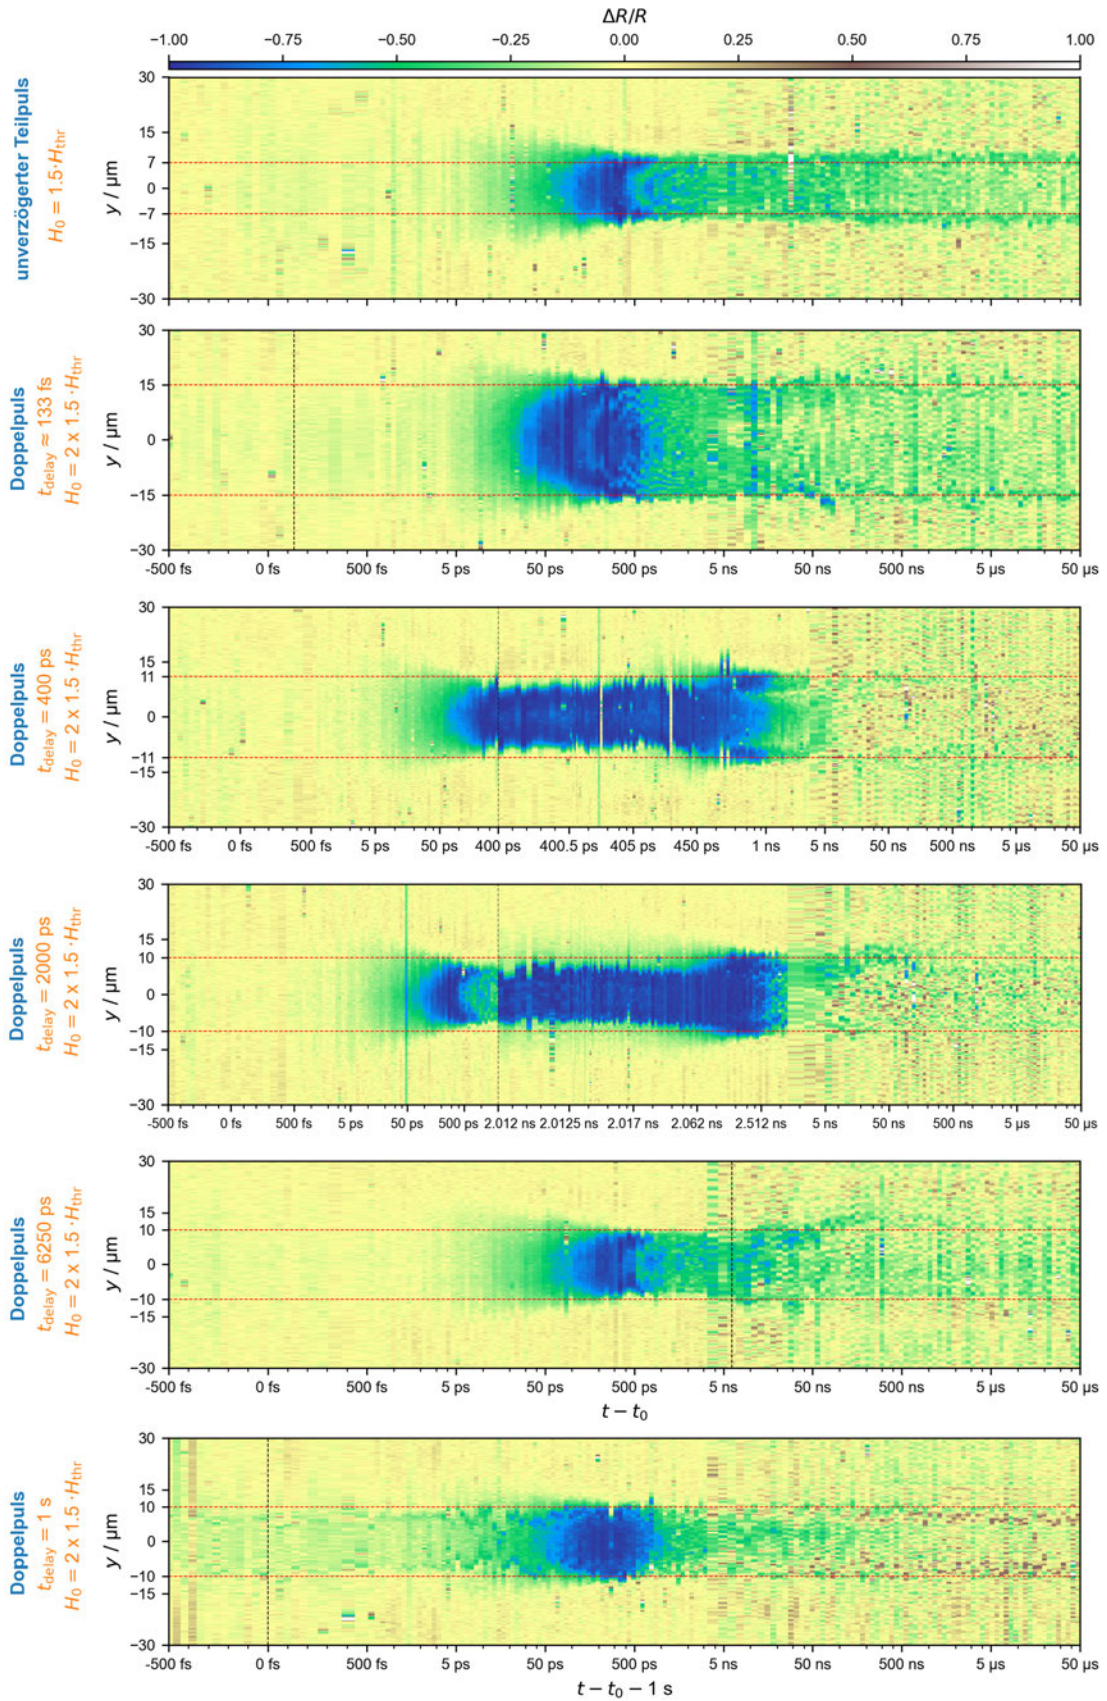 ΔR/R
−1.00 −0.75 −0.50 −0.25 0.00 0.25 0.50 0.75 1.00
unverzögerter Teilpuls
H₀ = 1.5·H_thr
y / μm
30
15
7
0
−7
−15
−30
Doppelpuls
t_delay ≈ 133 fs
H₀ = 2 x 1.5 · H_thr
y / μm
30
15
0
−15
−30
-500 fs 0 fs 500 fs 5 ps 50 ps 500 ps 5 ns 50 ns 500 ns 5 μs 50 μs
Doppelpuls
t_delay = 400 ps
H₀ = 2 x 1.5 · H_thr
y / μm
30
15
11
0
−11
−15
−30
-500 fs 0 fs 500 fs 5 ps 50 ps 400 ps 400.5 ps 405 ps 450 ps 1 ns 5 ns 50 ns 500 ns 5 μs 50 μs
Doppelpuls
t_delay = 2000 ps
H₀ = 2 x 1.5 · H_thr
y / μm
30
15
10
0
−10
−15
−30
-500 fs 0 fs 500 fs 5 ps 50 ps 500 ps 2.012 ns 2.0125 ns 2.017 ns 2.062 ns 2.512 ns 5 ns 50 ns 500 ns 5 μs 50 μs
Doppelpuls
t_delay = 6250 ps
H₀ = 2 x 1.5 · H_thr
y / μm
30
15
10
0
−10
−15
−30
-500 fs 0 fs 500 fs 5 ps 50 ps 500 ps 5 ns 50 ns 500 ns 5 μs 50 μs
t − t₀
Doppelpuls
t_delay = 1 s
H₀ = 2 x 1.5 · H_thr
y / μm
30
15
10
0
−10
−15
−30
-500 fs 0 fs 500 fs 5 ps 50 ps 500 ps 5 ns 50 ns 500 ns 5 μs 50 μs
t − t₀ − 1 s